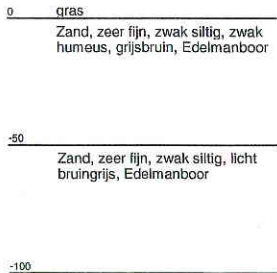 0 gras
Zand, zeer fijn, zwak siltig, zwak
humeus, grijsbruin, Edelmanboor
-50
Zand, zeer fijn, zwak siltig, licht
bruingrijs, Edelmanboor
-100